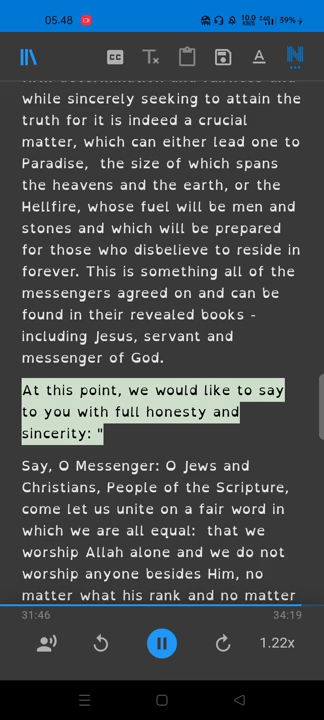 05.48
10.0
KB/S
39%
CC
N
while sincerely seeking to attain the
truth for it is indeed a crucial
matter, which can either lead one to
Paradise,  the size of which spans
the heavens and the earth, or the
Hellfire, whose fuel will be men and
stones and which will be prepared
for those who disbelieve to reside in
forever. This is something all of the
messengers agreed on and can be
found in their revealed books -
including Jesus, servant and
messenger of God.
At this point, we would like to say
to you with full honesty and
sincerity: "
Say, O Messenger: O Jews and
Christians, People of the Scripture,
come let us unite on a fair word in
which we are all equal:  that we
worship Allah alone and we do not
worship anyone besides Him, no
matter what his rank and no matter
31:46
34:19
1.22x